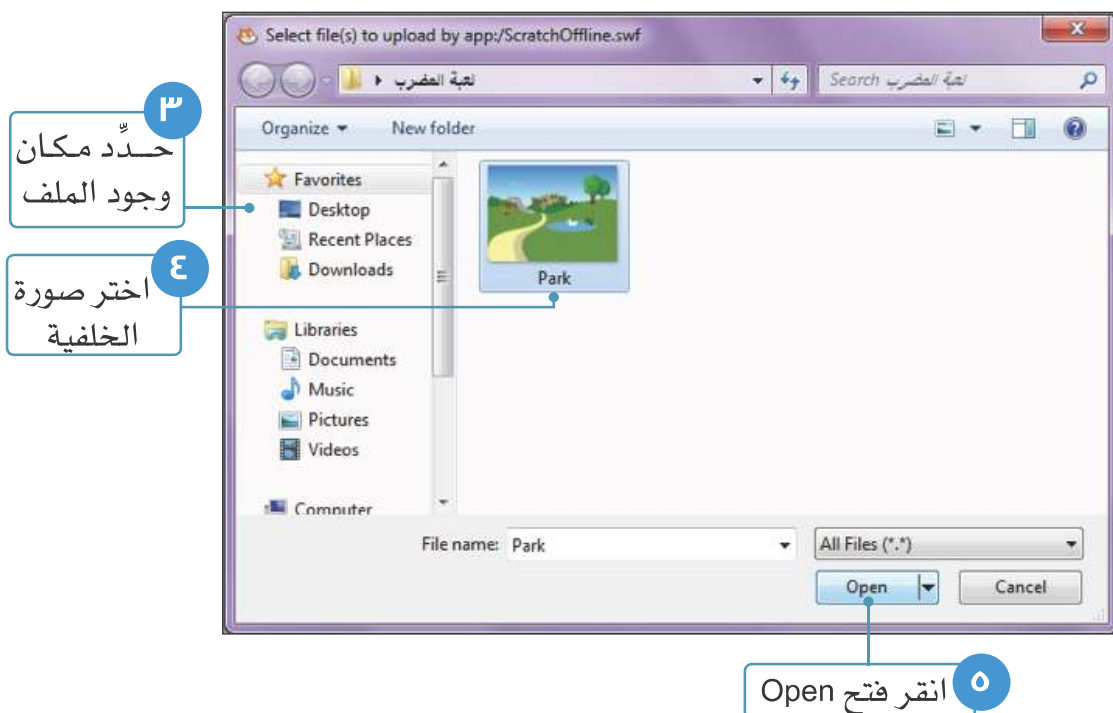 Select file(s) to upload by app:/ScratchOffline.swf
لعبة المضرب
Search لعبة المضرب
Organize
New folder
٣
حـــدِّد مكان
وجود الملف
Favorites
Desktop
Recent Places
Downloads
Park
٤
اختر صورة
الخلفية
Libraries
Documents
Music
Pictures
Videos
Computer
File name: Park
All Files (*.*)
Open
Cancel
٥
انقر فتح Open